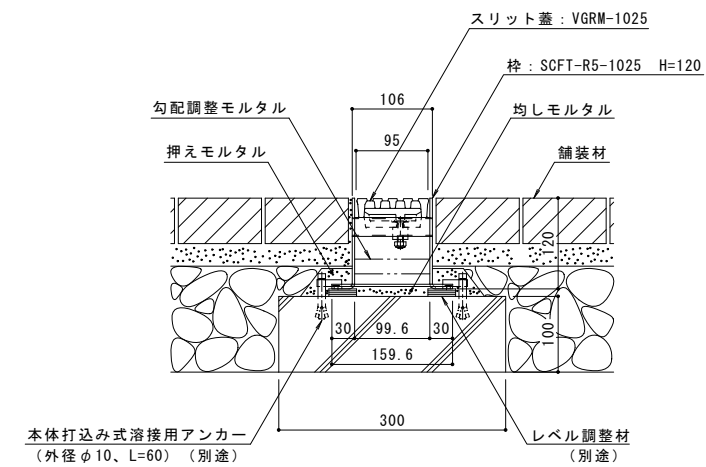 スリット蓋：VGRM-1025
枠：SCFT-R5-1025　H=120
106
勾配調整モルタル
均しモルタル
95
押えモルタル
舗装材
120
30
99.6
30
100
159.6
300
本体打込み式溶接用アンカー
（外径φ10、L=60）（別途）
レベル調整材
（別途）